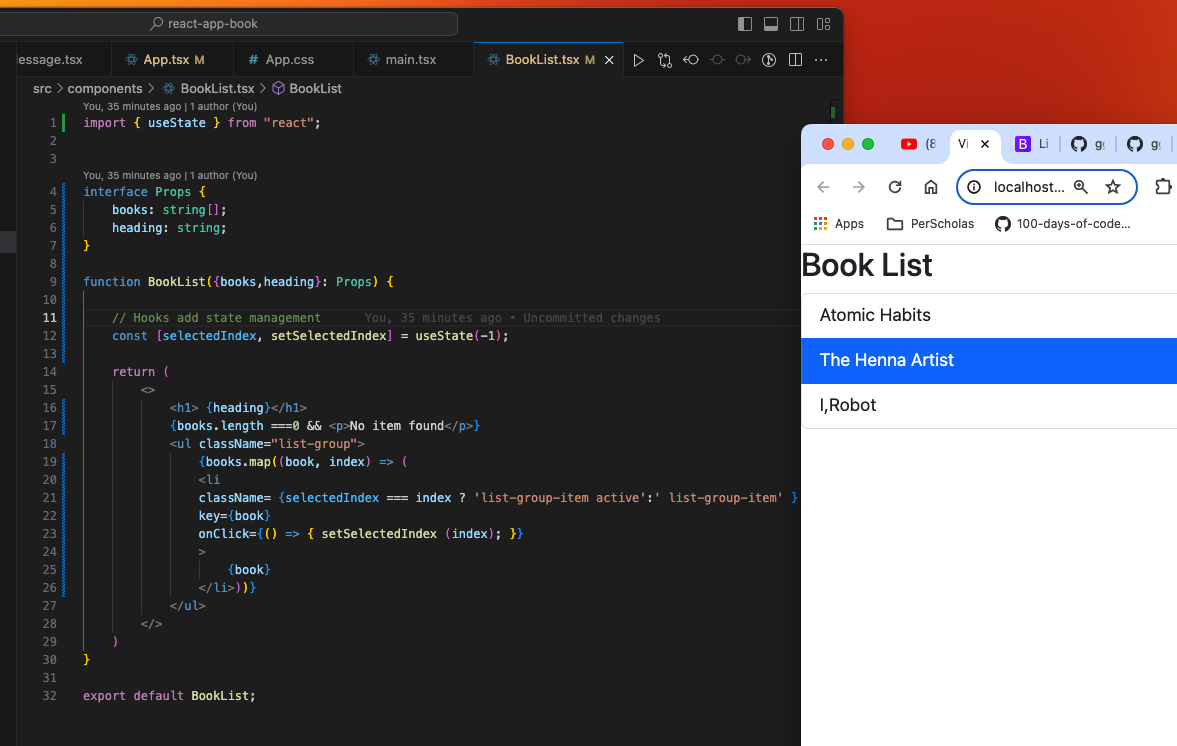 react-app-book
essage.tsx
App.tsx M
# App.css
main.tsx
BookList.tsx M
src > components > BookList.tsx > BookList
You, 35 minutes ago | 1 author (You)
1 import { useState } from "react";
2
3
You, 35 minutes ago | 1 author (You)
4 interface Props {
5 books: string[];
6 heading: string;
7 }
8
9 function BookList({books,heading}: Props) {
10
11 // Hooks add state management You, 35 minutes ago • Uncommitted changes
12 const [selectedIndex, setSelectedIndex] = useState(-1);
13
14 return (
15 <>
16 <h1> {heading}</h1>
17 {books.length ===0 && <p>No item found</p>}
18 <ul className="list-group">
19 {books.map((book, index) => (
20 <li
21 className= {selectedIndex === index ? 'list-group-item active':' list-group-item' }
22 key={book}
23 onClick={() => { setSelectedIndex (index); }}
24 >
25 {book}
26 </li>))}
27 </ul>
28 </>
29 )
30 }
31
32 export default BookList;
(8
Vi
B Li
gg
gg
localhost...
Apps
PerScholas
100-days-of-code...
Book List
Atomic Habits
The Henna Artist
I,Robot